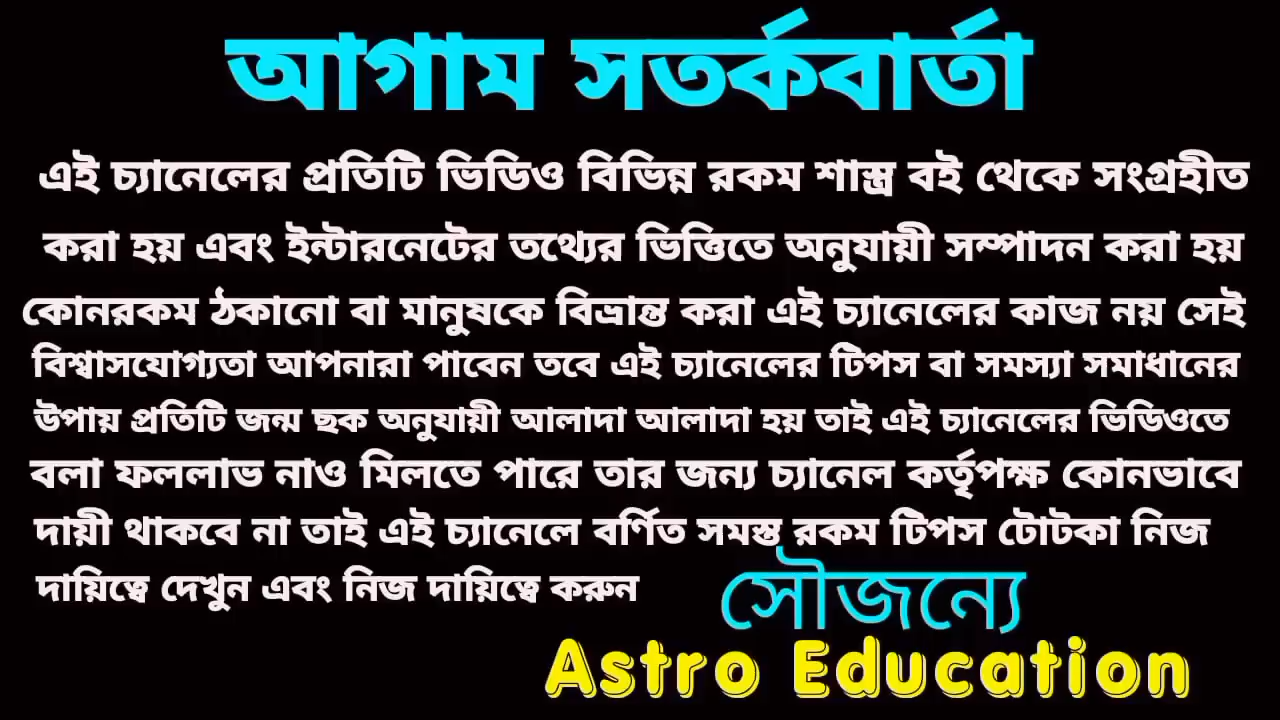 আগাম সতর্কবার্তা
এই চ্যানেলের প্রতিটি ভিডিও বিভিন্ন রকম শাস্ত্র বই থেকে সংগ্রহীত
করা হয় এবং ইন্টারনেটের তথ্যের ভিত্তিতে অনুযায়ী সম্পাদন করা হয়
কোনরকম ঠকানো বা মানুষকে বিভ্রান্ত করা এই চ্যানেলের কাজ নয় সেই
বিশ্বাসযোগ্যতা আপনারা পাবেন তবে এই চ্যানেলের টিপস বা সমস্যা সমাধানের
উপায় প্রতিটি জন্ম ছক অনুযায়ী আলাদা আলাদা হয় তাই এই চ্যানেলের ভিডিওতে
বলা ফললাভ নাও মিলতে পারে তার জন্য চ্যানেল কর্তৃপক্ষ কোনভাবে
দায়ী থাকবে না তাই এই চ্যানেলে বর্ণিত সমস্ত রকম টিপস টোটকা নিজ
দায়িত্বে দেখুন এবং নিজ দায়িত্বে করুন
সৌজন্যে
Astro Education